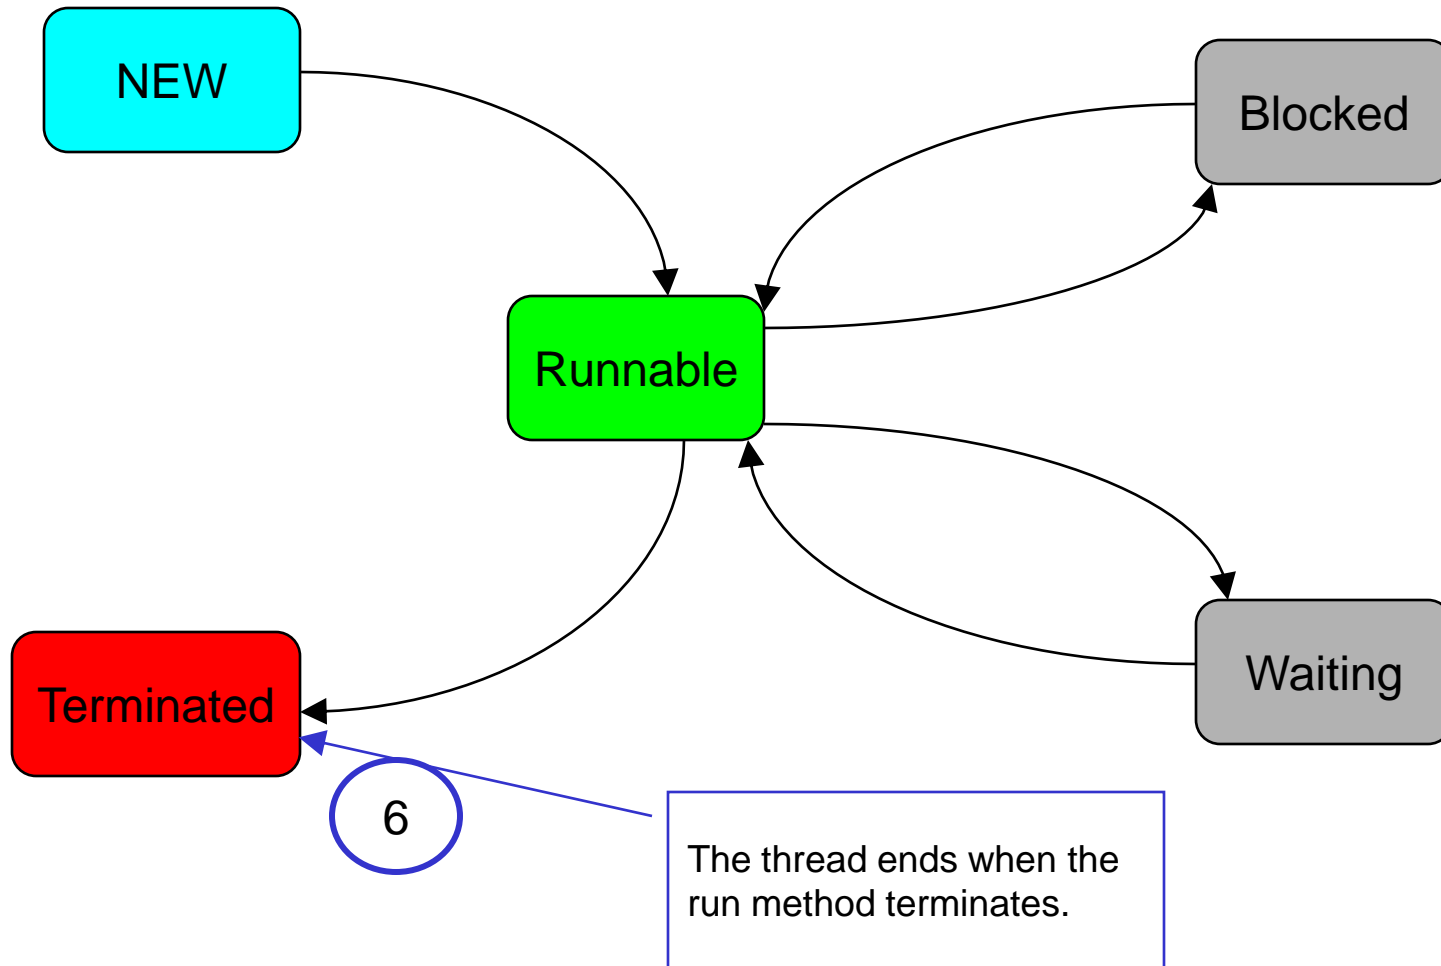 NEW
Blocked
Runnable
Terminated
Waiting
6
The thread ends when the
run method terminates.